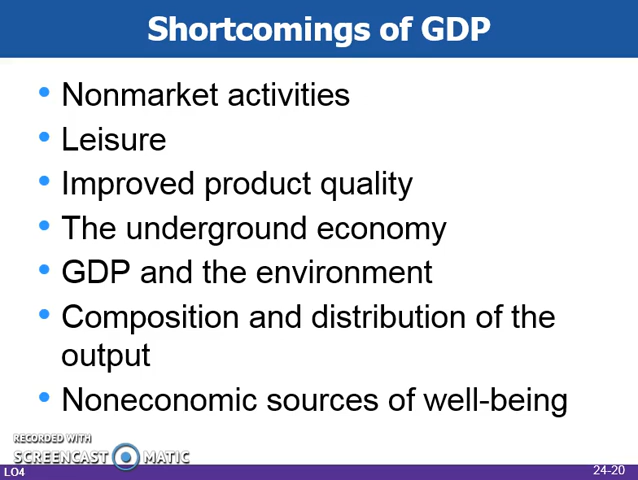 Shortcomings of GDP
• Nonmarket activities
• Leisure
• Improved product quality
• The underground economy
• GDP and the environment
• Composition and distribution of the
output
• Noneconomic sources of well-being
RECORDED WITH
SCREENCAST MATIC
LO4
24-20